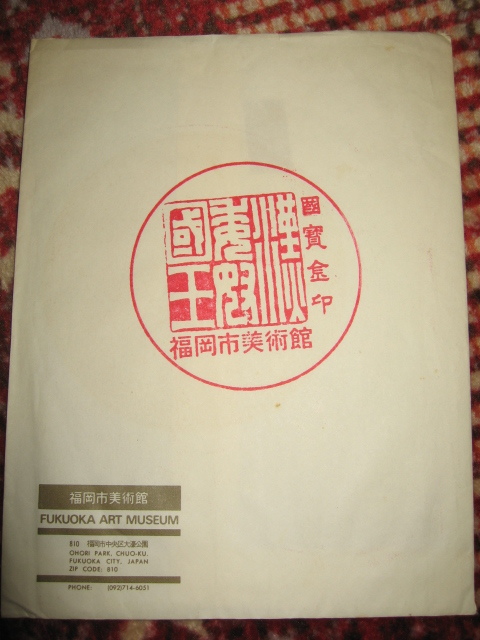 漢委奴國王
國寶金印
福岡市美術館
福岡市美術館
FUKUOKA ART MUSEUM
810 福岡市中央区大濠公園
OHORI PARK, CHUO-KU,
FUKUOKA CITY, JAPAN
ZIP CODE: 810
PHONE: (092)714-6051